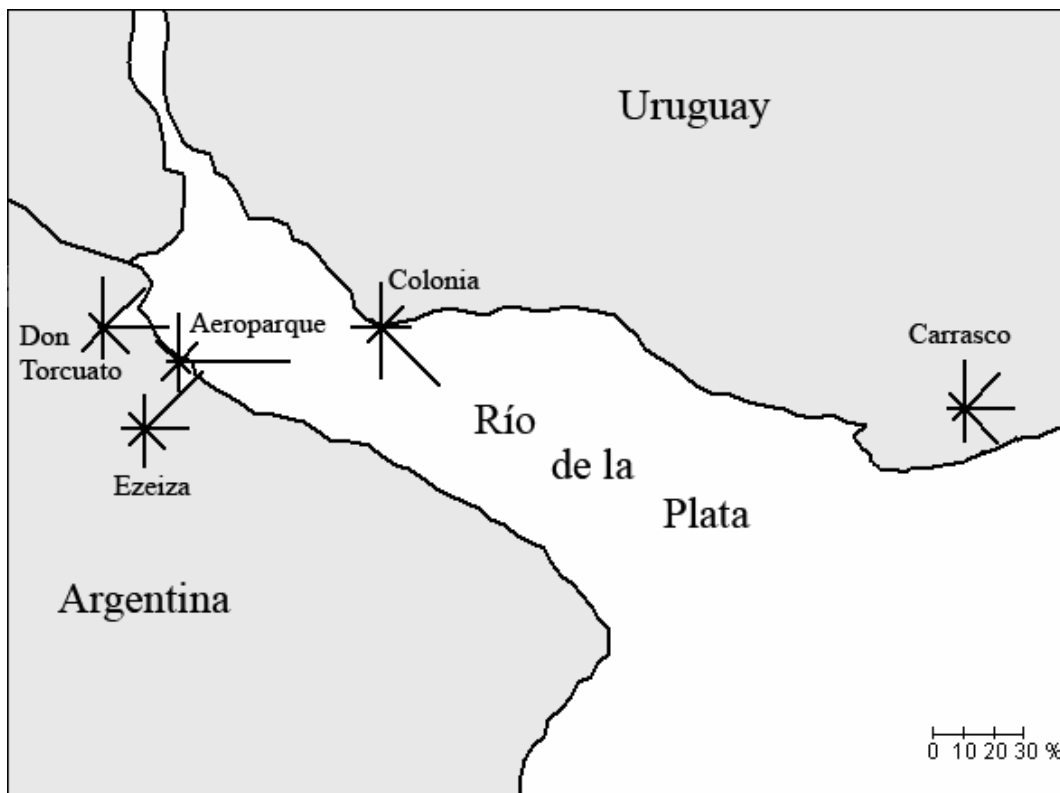 Uruguay
Colonia
Aeroparque
Don
Torcuato
Carrasco
Río
de la
Plata
Ezeiza
Argentina
0 10 20 30 %